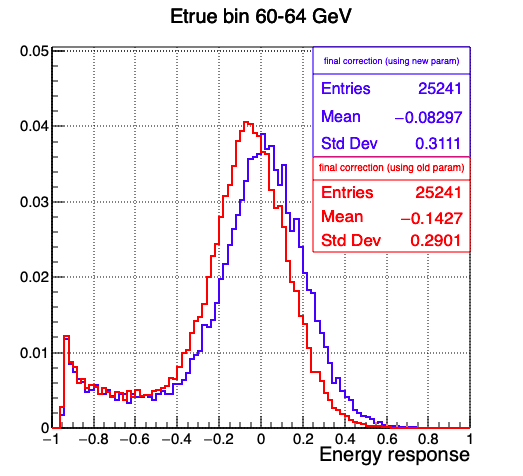 Etrue bin 60-64 GeV
0.05
0.04
0.03
0.02
0.01
0
final correction (using new param)
Entries 25241
Mean −0.08297
Std Dev 0.3111
final correction (using old param)
Entries 25241
Mean −0.1427
Std Dev 0.2901
−1 −0.8 −0.6 −0.4 −0.2 0 0.2 0.4 0.6 0.8 1
Energy response